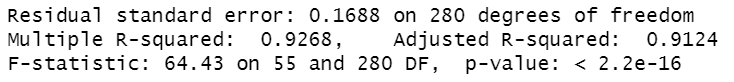 Residual standard error: 0.1688 on 280 degrees of freedom
Multiple R-squared:  0.9268,    Adjusted R-squared:  0.9124
F-statistic: 64.43 on 55 and 280 DF,  p-value: < 2.2e-16